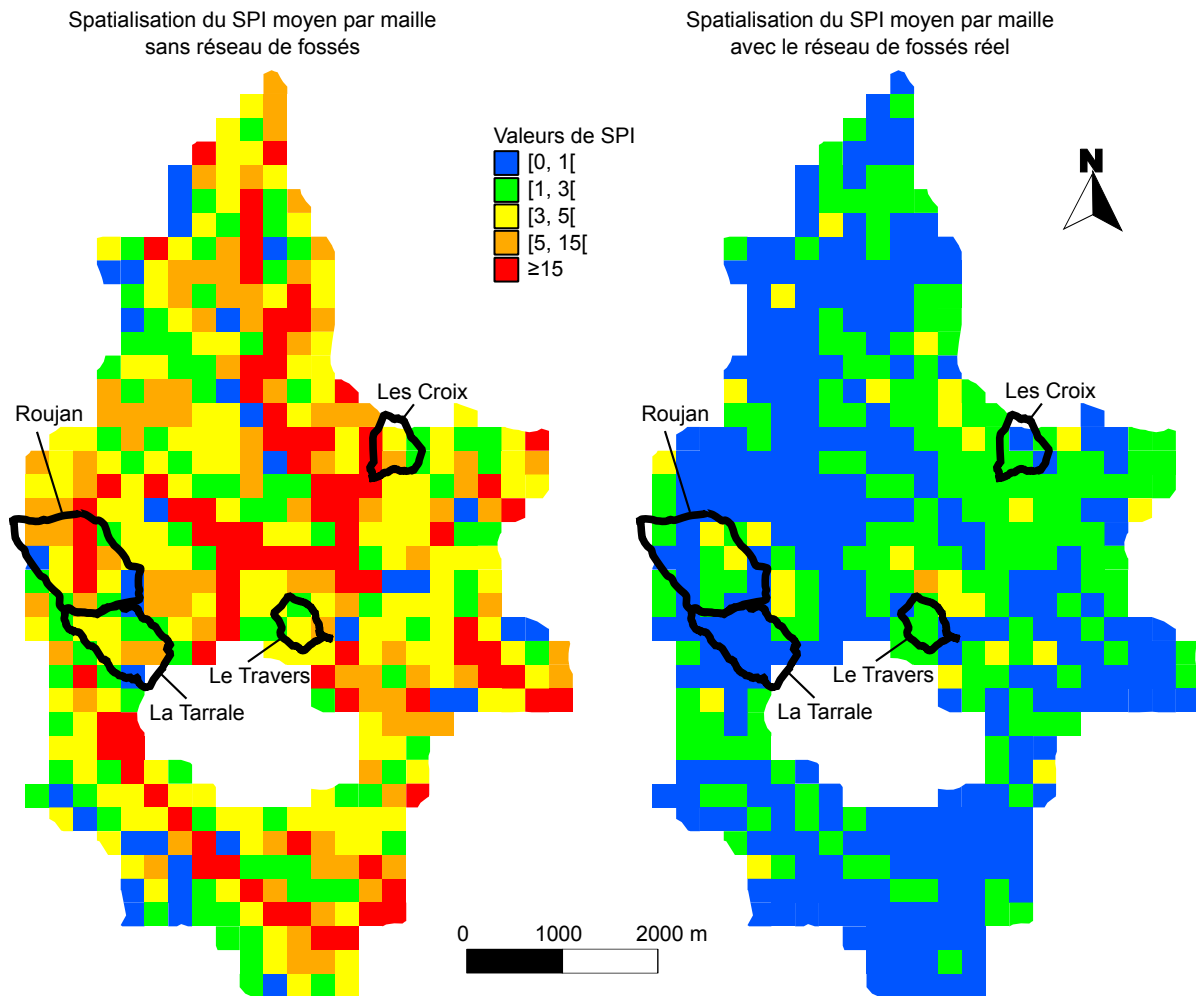 Spatialisation du SPI moyen par maille
sans réseau de fossés
Spatialisation du SPI moyen par maille
avec le réseau de fossés réel
Valeurs de SPI
[0, 1[
[1, 3[
[3, 5[
[5, 15[
≥15
N
Les Croix
Roujan
Le Travers
La Tarrale
Les Croix
Roujan
Le Travers
La Tarrale
0 1000 2000 m